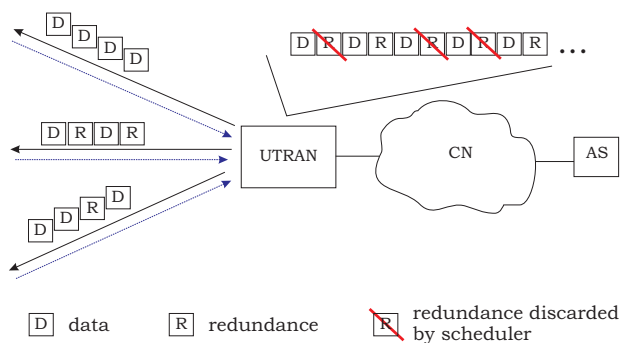 D D D D
D R D R D R D R D R ...
D R D R
UTRAN
CN
AS
D D R D
D data
R redundance
R redundance discarded
by scheduler